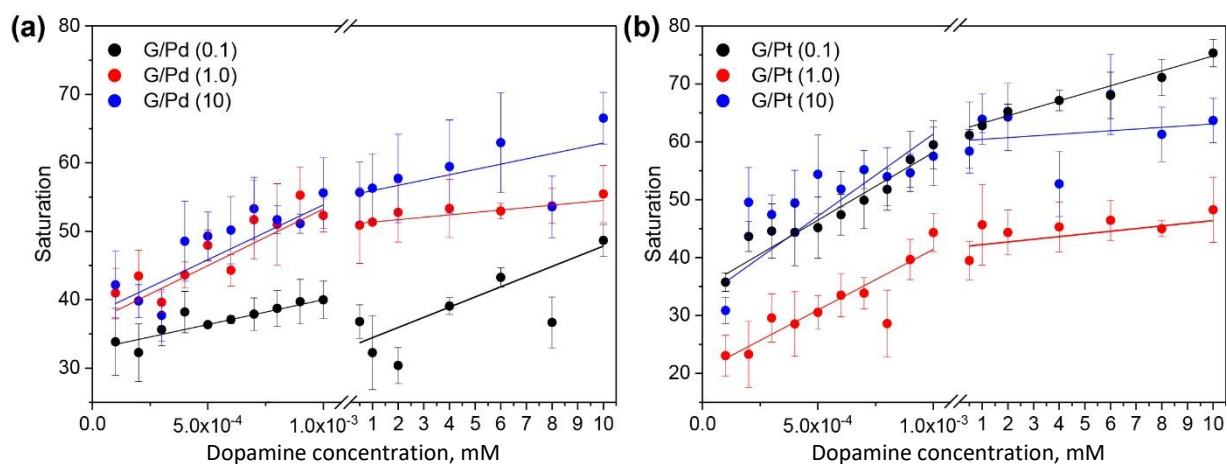 (a)
G/Pd (0.1)
G/Pd (1.0)
G/Pd (10)
Saturation
80
70
60
50
40
30
0.0
5.0x10⁻⁴
1.0x10⁻³
1 2 3 4 5 6 7 8 9 10
Dopamine concentration, mM
(b)
G/Pt (0.1)
G/Pt (1.0)
G/Pt (10)
Saturation
80
70
60
50
40
30
20
0.0
5.0x10⁻⁴
1.0x10⁻³
1 2 3 4 5 6 7 8 9 10
Dopamine concentration, mM